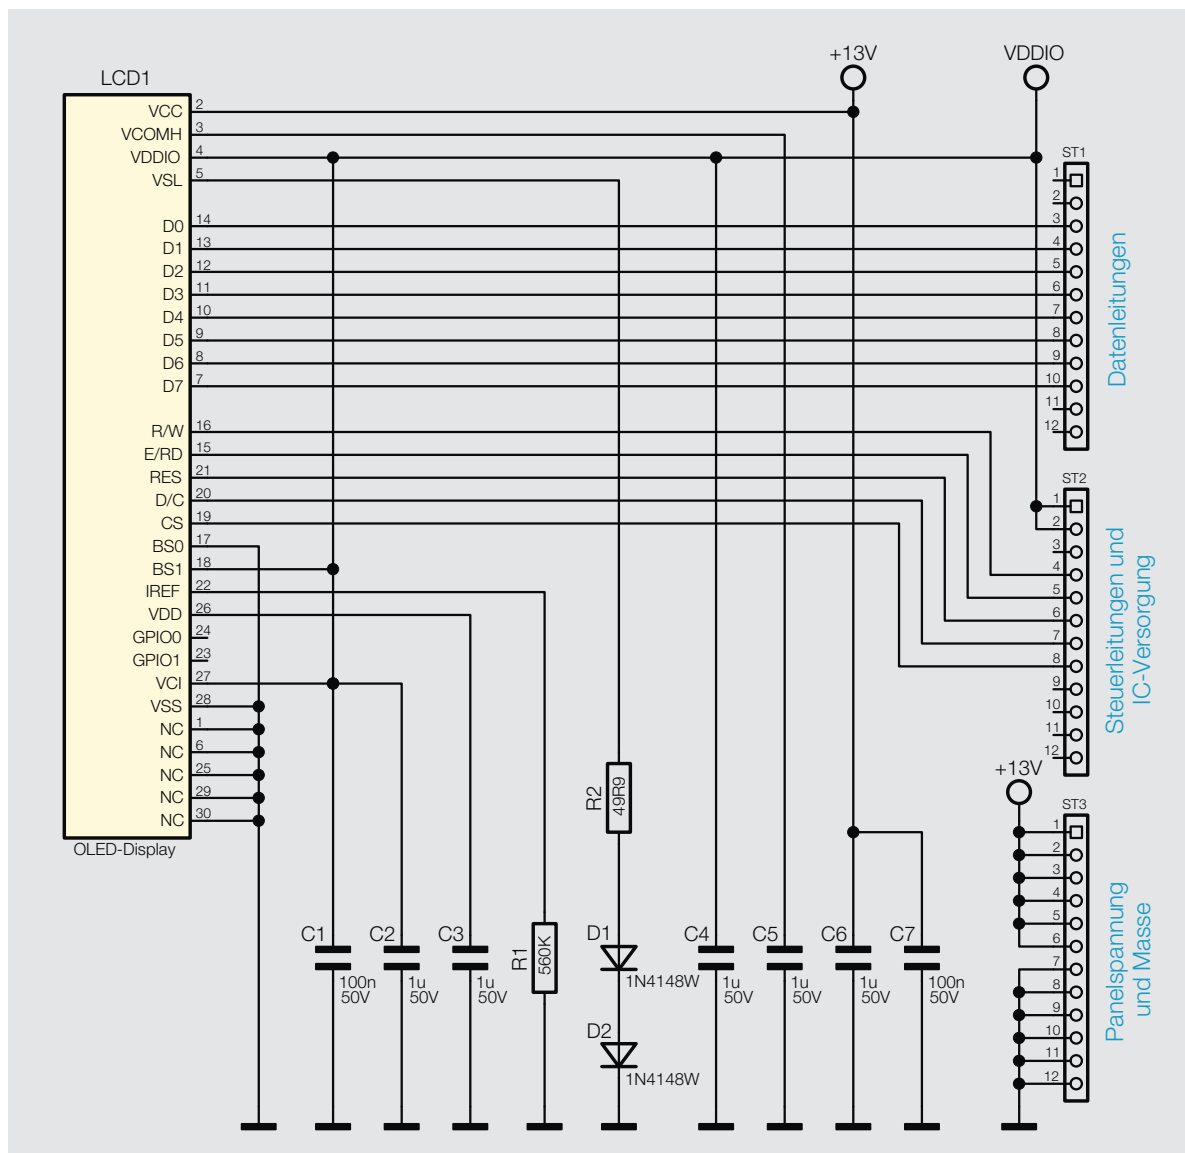 +13V
VDDIO
LCD1
VCC 2
VCOMH 3
VDDIO 4
VSL 5
D0 14
D1 13
D2 12
D3 11
D4 10
D5 9
D6 8
D7 7
R/W 16
E/RD 15
RES 21
D/C 20
CS 19
BS0 17
BS1 18
IREF 22
VDD 26
GPIO0 24
GPIO1 23
VCI 27
VSS 28
NC 1
NC 6
NC 25
NC 29
NC 30
OLED-Display
ST1
1
2
3
4
5
6
7
8
9
10
11
12
Datenleitungen
ST2
1
2
3
4
5
6
7
8
9
10
11
12
Steuerleitungen und
IC-Versorgung
+13V
ST3
1
2
3
4
5
6
7
8
9
10
11
12
Panelspannung
und Masse
R2
49R9
C1
100n
50V
C2
1u
50V
C3
1u
50V
R1
560K
D1
1N4148W
D2
1N4148W
C4
1u
50V
C5
1u
50V
C6
1u
50V
C7
100n
50V